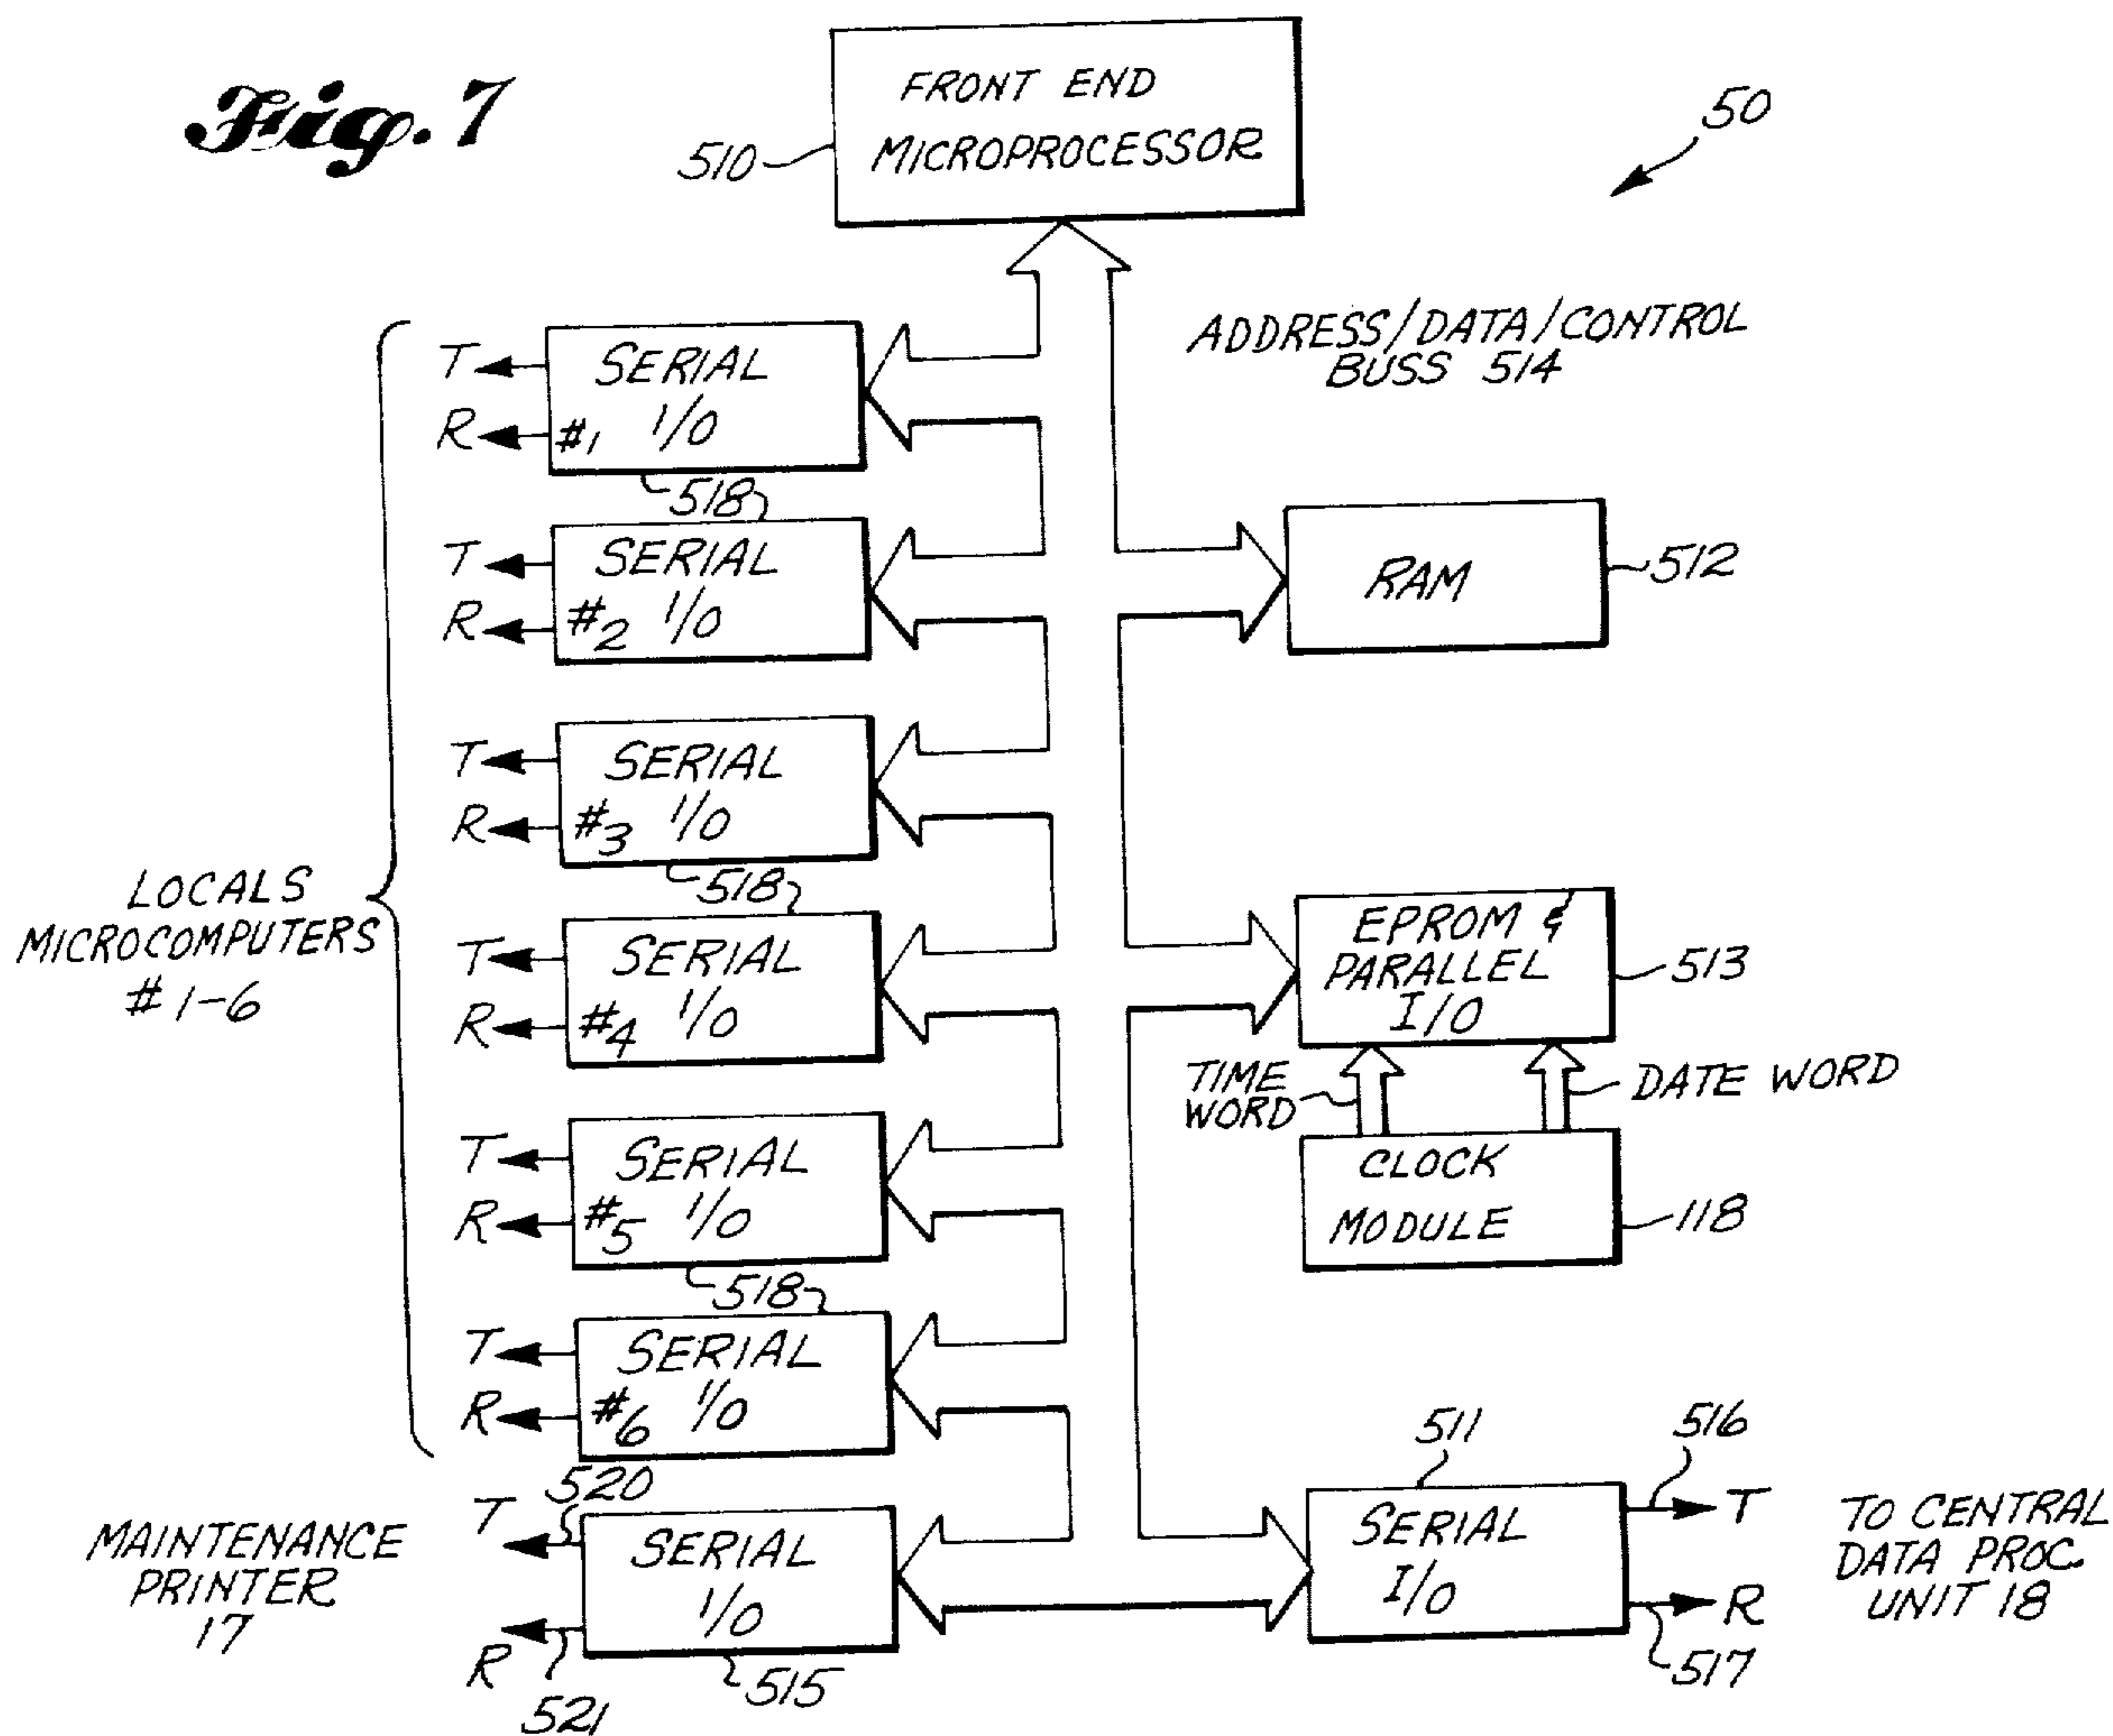 Fig. 7
FRONT END
MICROPROCESSOR
510
50
ADDRESS/DATA/CONTROL
BUSS 514
T
R
SERIAL
I/O
#1
518
T
R
SERIAL
I/O
#2
RAM
512
T
R
SERIAL
I/O
#3
518
LOCALS
MICROCOMPUTERS
# 1-6
T
R
SERIAL
I/O
#4
EPROM &
PARALLEL
I/O
513
TIME
WORD
DATE WORD
CLOCK
MODULE
118
T
R
SERIAL
I/O
#5
518
T
R
SERIAL
I/O
#6
MAINTENANCE
PRINTER
17
T
520
R
521
SERIAL
I/O
515
511
SERIAL
I/O
516
T
R
517
TO CENTRAL
DATA PROC.
UNIT 18